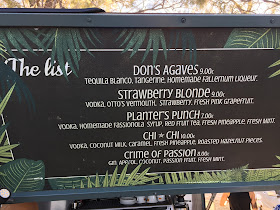 The list
DON'S AGAVES 9.00€
TEQUILA BLANCO, TANGERINE, HOMEMADE FALLENIUM LIQUEUR.
STRAWBERRY BLONDE 9.00€
VODKA, OTTO'S VERMOUTH, STRAWBERRY, FRESH PINK GRAPEFRUIT.
PLANTER'S PUNCH 7.00€
VODKA, HOMEMADE PASSIONOLA SYRUP, RED FRUIT TEA, FRESH PINEAPPLE, FRESH MINT.
CHI * CHI 10.00€
VODKA, COCONUT MILK, CARAMEL, FRESH PINEAPPLE, ROASTED HAZELNUT PIECES.
CRIME OF PASSION 8.00€
GIN, APEROL, COCONUT, PASSION FRUIT, FRESH MINT.